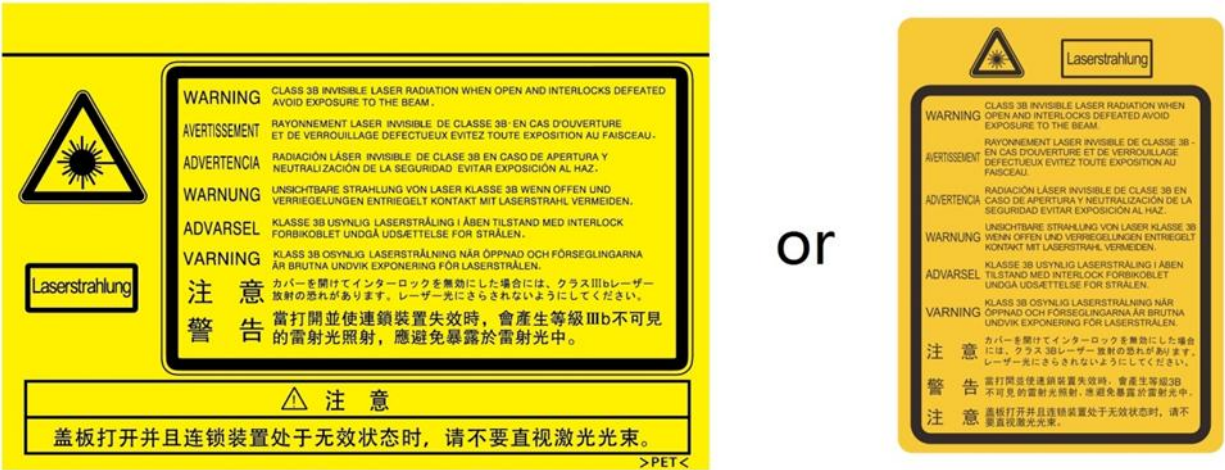 WARNING CLASS 3B INVISIBLE LASER RADIATION WHEN OPEN AND INTERLOCKS DEFEATED
AVOID EXPOSURE TO THE BEAM.
AVERTISSEMENT RAYONNEMENT LASER INVISIBLE DE CLASSE 3B-EN CAS D'OUVERTURE
ET DE VERROUILLAGE DEFECTUEUX EVITEZ TOUTE EXPOSITION AU FAISCEAU.
ADVERTENCIA RADIACIÓN LÁSER INVISIBLE DE CLASE 3B EN CASO DE APERTURA Y
NEUTRALIZACIÓN DE LA SEGURIDAD EVITAR EXPOSICIÓN AL HAZ.
WARNUNG UNSICHTBARE STRAHLUNG VON LASER KLASSE 3B WENN OFFEN UND
VERRIEGELUNGEN ENTRIEGELT KONTAKT MIT LASERSTRAHL VERMEIDEN.
ADVARSEL KLASSE 3B USYNLIG LASERSTRÅLING I ÅBEN TILSTAND MED INTERLOCK
FORBIKOBLET UNDGÅ UDSÆTTELSE FOR STRÅLEN.
VARNING KLASS 3B OSYNLIG LASERSTRÅLNING NÄR ÖPPNAD OCH FÖRSEGLINGARNA
ÄR BRUTNA UNDVIK EXPONERING FÖR LASERSTRÅLEN.
Laserstrahlung
注 意 カバーを開けてインターロックを無効にした場合には、クラスⅢbレーザー
放射の恐れがあります。レーザー光にさらされないようにしてください。
警 告 當打開並使連鎖裝置失效時，會產生等級Ⅲb不可見
的雷射光照射，應避免暴露於雷射光中。
⚠ 注 意
盖板打开并且连锁装置处于无效状态时，请不要直视激光光束。
>PET<
or
Laserstrahlung
WARNING CLASS 3B INVISIBLE LASER RADIATION WHEN
OPEN AND INTERLOCKS DEFEATED AVOID
EXPOSURE TO THE BEAM.
AVERTISSEMENT RAYONNEMENT LASER INVISIBLE DE CLASSE 3B -
EN CAS D'OUVERTURE ET DE VERROUILLAGE
DEFECTUEUX EVITEZ TOUTE EXPOSITION AU
FAISCEAU.
ADVERTENCIA RADIACIÓN LÁSER INVISIBLE DE CLASE 3B EN
CASO DE APERTURA Y NEUTRALIZACIÓN DE LA
SEGURIDAD EVITAR EXPOSICIÓN AL HAZ.
WARNUNG UNSICHTBARE STRAHLUNG VON LASER KLASSE 3B
WENN OFFEN UND VERRIEGELUNGEN ENTRIEGELT
KONTAKT MIT LASERSTRAHL VERMEIDEN.
ADVARSEL KLASSE 3B USYNLIG LASERSTRÅLING I ÅBEN
TILSTAND MED INTERLOCK FORBIKOBLET
UNDGÅ UDSÆTTELSE FOR STRÅLEN.
VARNING KLASS 3B OSYNLIG LASERSTRÅLNING NÄR
ÖPPNAD OCH FÖRSEGLINGARNA ÄR BRUTNA
UNDVIK EXPONERING FÖR LASERSTRÅLEN.
注 意 カバーを開けてインターロックを無効にした場合
には、クラス 3Bレーザー 放射の恐れがあります。
レーザー光にさらされないようにしてください。
警 告 當打開並使連鎖裝置失效時，會產生等級3B
不可見的雷射光照射，應避免暴露於雷射光中。
注 意 盖板打开并且连锁装置处于无效状态时，请不
要直视激光光束。